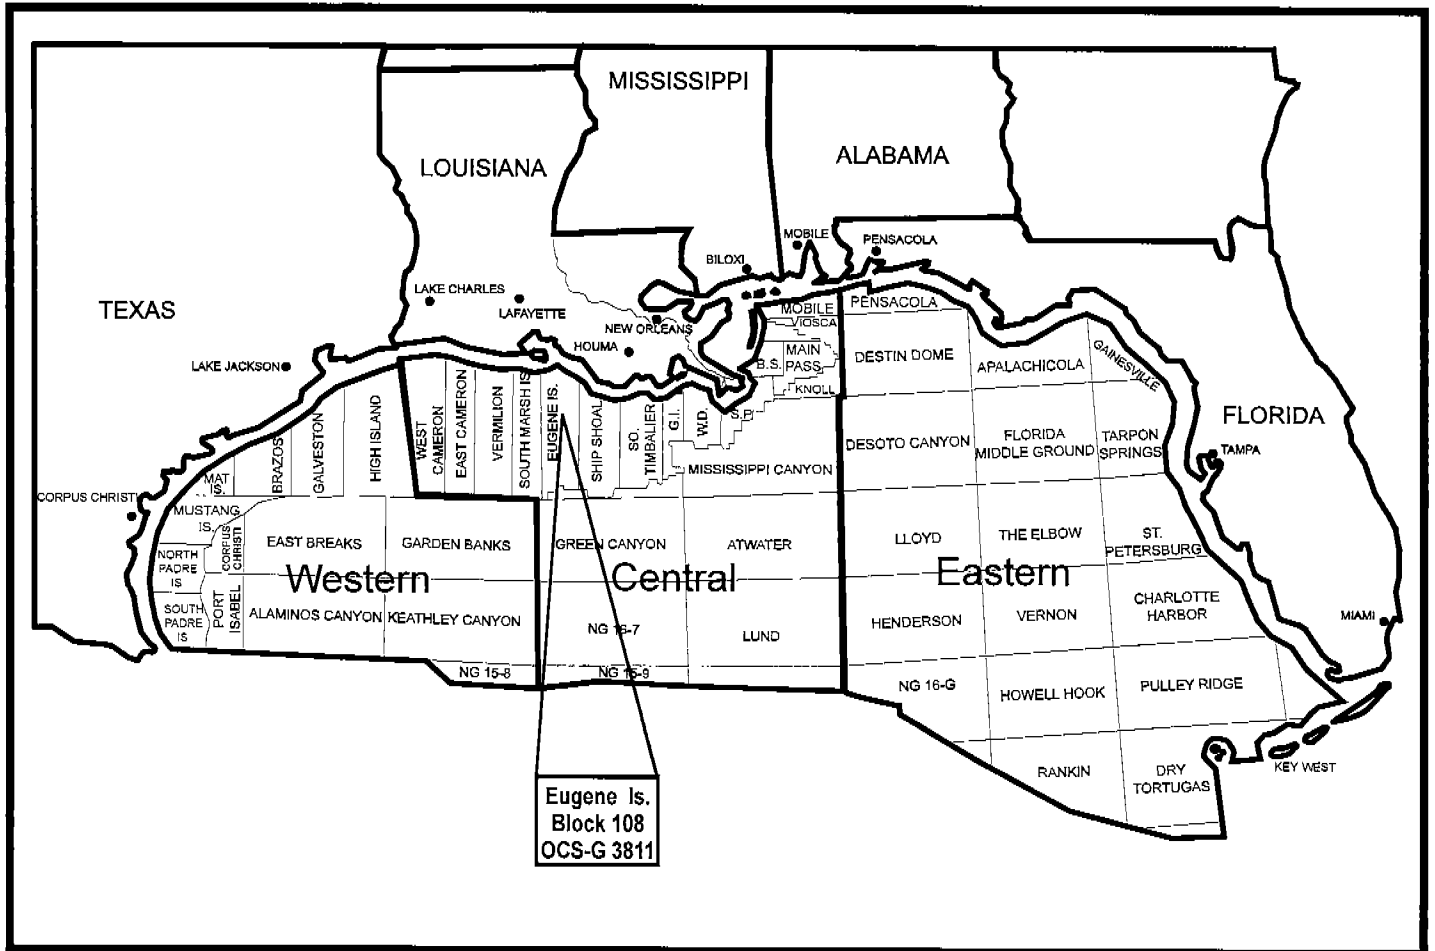 MISSISSIPPI
ALABAMA
LOUISIANA
TEXAS
FLORIDA
MOBILE
PENSACOLA
BILOXI
LAKE CHARLES
LAFAYETTE
NEW ORLEANS
HOUMA
LAKE JACKSON
CORPUS CHRISTI
TAMPA
MIAMI
KEY WEST
MOBILE
VIOSCA
PENSACOLA
B.S.
MAIN
PASS
KNOLL
DESTIN DOME
APALACHICOLA
GAINESVILLE
WEST
CAMERON
EAST CAMERON
VERMILION
SOUTH MARSH IS.
EUGENE IS.
SHIP SHOAL
SO.
TIMBALIER
G.I.
W.D.
S.P.
MISSISSIPPI CANYON
DESOTO CANYON
FLORIDA
MIDDLE GROUND
TARPON
SPRINGS
MAT
IS.
BRAZOS
GALVESTON
HIGH ISLAND
MUSTANG
IS.
CORPUS
CHRISTI
NORTH
PADRE
IS
SOUTH
PADRE
IS
PORT
ISABEL
EAST BREAKS
GARDEN BANKS
GREEN CANYON
ATWATER
LLOYD
THE ELBOW
ST.
PETERSBURG
Western
Central
Eastern
ALAMINOS CANYON
KEATHLEY CANYON
LUND
HENDERSON
VERNON
CHARLOTTE
HARBOR
NG 15-8
NG 16-G
HOWELL HOOK
PULLEY RIDGE
RANKIN
DRY
TORTUGAS
Eugene Is.
Block 108
OCS-G 3811